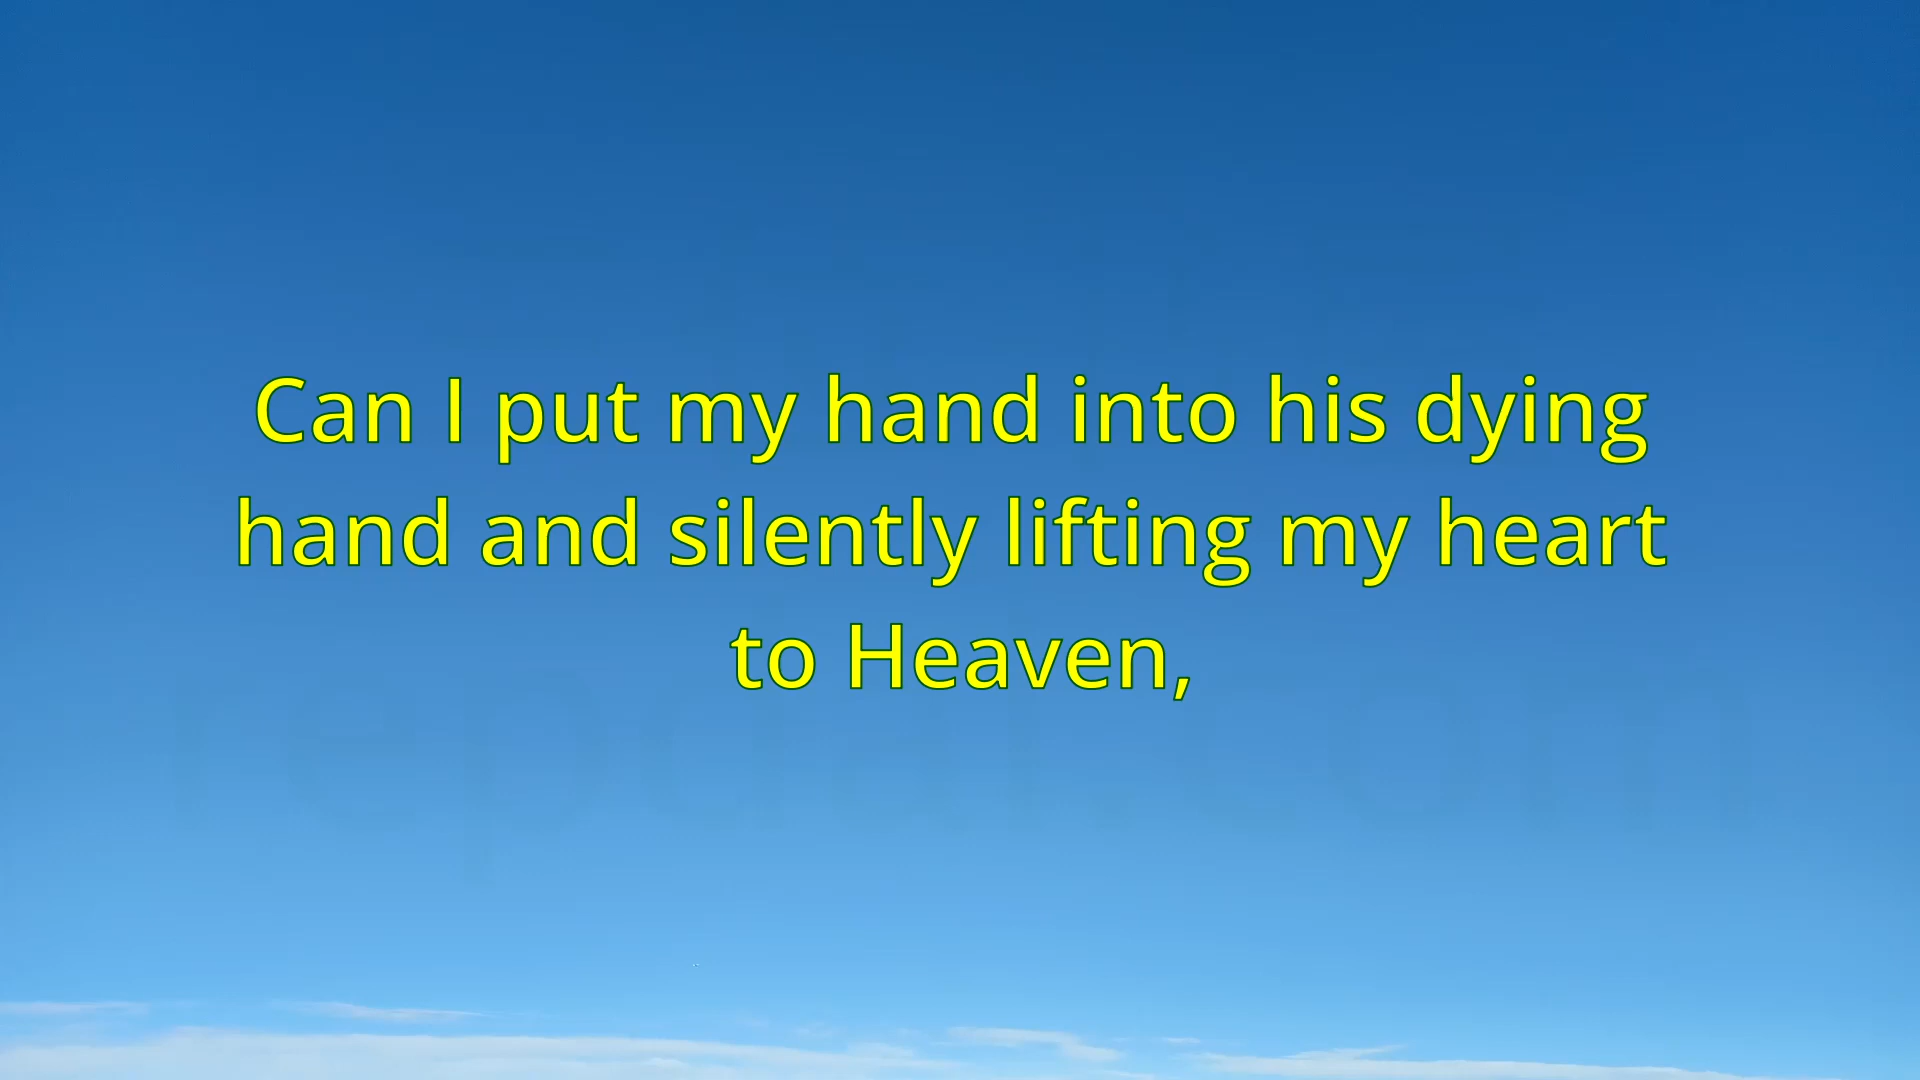 Can I put my hand into his dying
hand and silently lifting my heart
to Heaven,